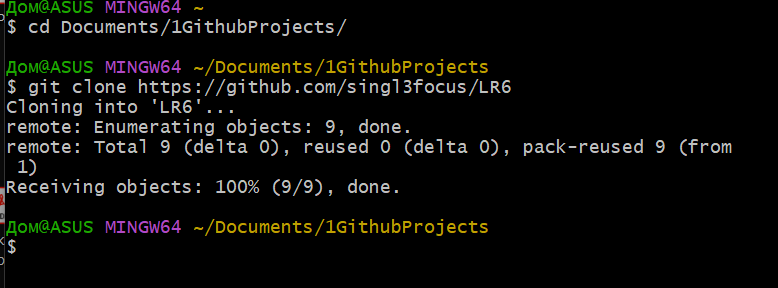 Дом@ASUS MINGW64 ~
$ cd Documents/1GithubProjects/
Дом@ASUS MINGW64 ~/Documents/1GithubProjects
$ git clone https://github.com/singl3focus/LR6
Cloning into 'LR6'...
remote: Enumerating objects: 9, done.
remote: Total 9 (delta 0), reused 0 (delta 0), pack-reused 9 (from
1)
Receiving objects: 100% (9/9), done.
Дом@ASUS MINGW64 ~/Documents/1GithubProjects
$